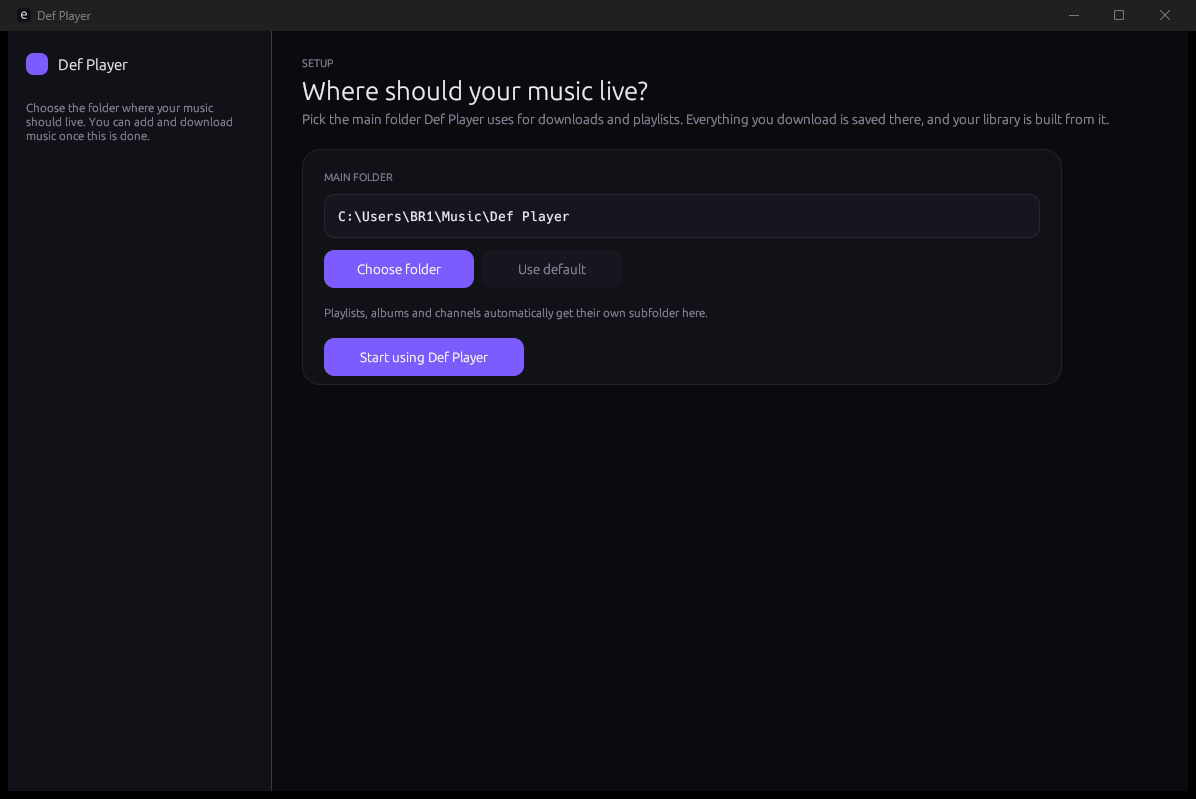 e Def Player
Def Player
Choose the folder where your music
should live. You can add and download
music once this is done.
SETUP
Where should your music live?
Pick the main folder Def Player uses for downloads and playlists. Everything you download is saved there, and your library is built from it.
MAIN FOLDER
C:\Users\BR1\Music\Def Player
Choose folder
Use default
Playlists, albums and channels automatically get their own subfolder here.
Start using Def Player